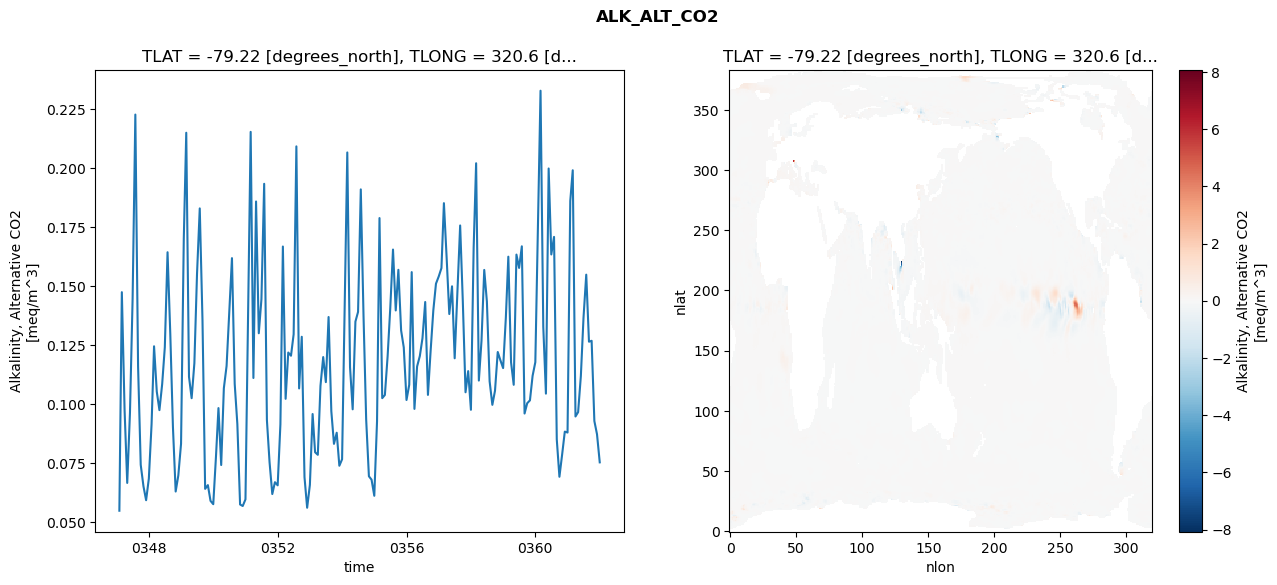 ALK_ALT_CO2
TLAT = -79.22 [degrees_north], TLONG = 320.6 [d...
Alkalinity, Alternative CO2
[meq/m^3]
0.225
0.200
0.175
0.150
0.125
0.100
0.075
0.050
0348 0352 0356 0360
time
TLAT = -79.22 [degrees_north], TLONG = 320.6 [d...
nlat
350
300
250
200
150
100
50
0
0 50 100 150 200 250 300
nlon
8
6
4
2
0
−2
−4
−6
−8
Alkalinity, Alternative CO2
[meq/m^3]